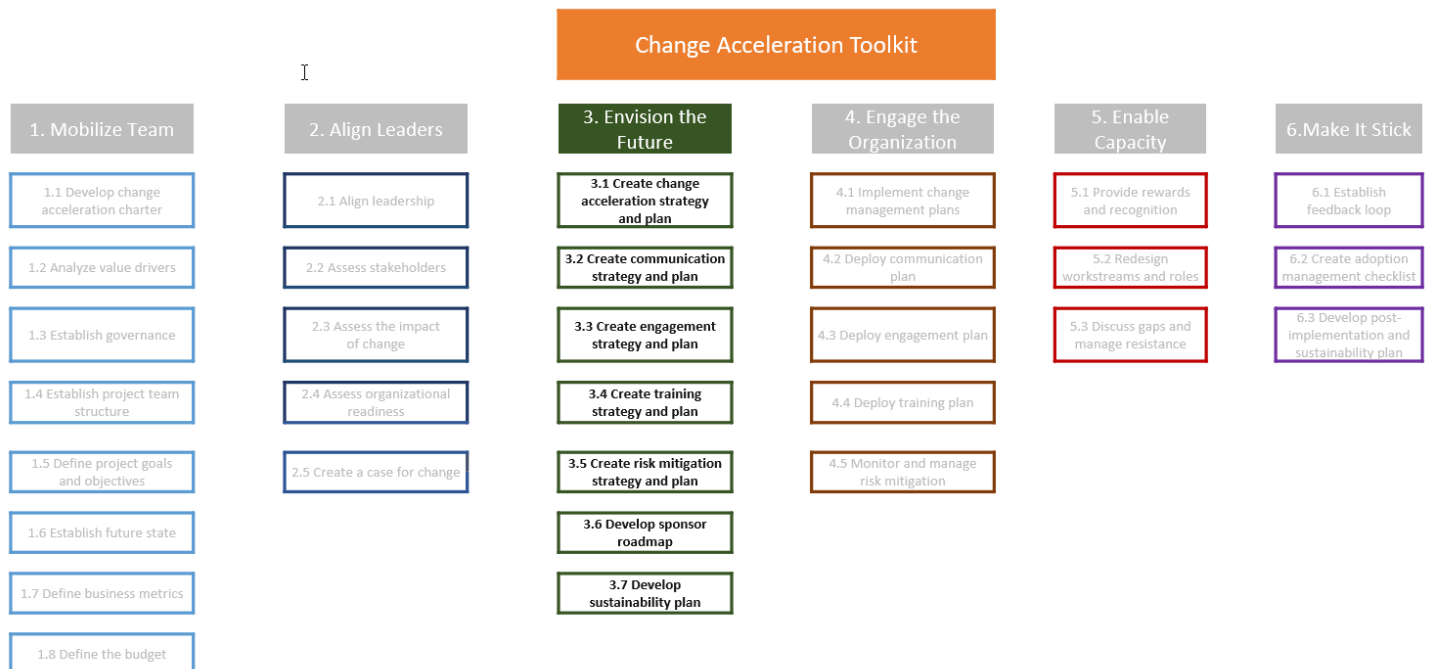 Change Acceleration Toolkit
1. Mobilize Team
1.1 Develop change
acceleration charter
1.2 Analyze value drivers
1.3 Establish governance
1.4 Establish project team
structure
1.5 Define project goals
and objectives
1.6 Establish future state
1.7 Define business metrics
1.8 Define the budget
2. Align Leaders
2.1 Align leadership
2.2 Assess stakeholders
2.3 Assess the impact
of change
2.4 Assess organizational
readiness
2.5 Create a case for change
3. Envision the
Future
3.1 Create change
acceleration strategy
and plan
3.2 Create communication
strategy and plan
3.3 Create engagement
strategy and plan
3.4 Create training
strategy and plan
3.5 Create risk mitigation
strategy and plan
3.6 Develop sponsor
roadmap
3.7 Develop
sustainability plan
4. Engage the
Organization
4.1 Implement change
management plans
4.2 Deploy communication
plan
4.3 Deploy engagement plan
4.4 Deploy training plan
4.5 Monitor and manage
risk mitigation
5. Enable
Capacity
5.1 Provide rewards
and recognition
5.2 Redesign
workstreams and roles
5.3 Discuss gaps and
manage resistance
6.Make It Stick
6.1 Establish
feedback loop
6.2 Create adoption
management checklist
6.3 Develop post-
implementation and
sustainability plan